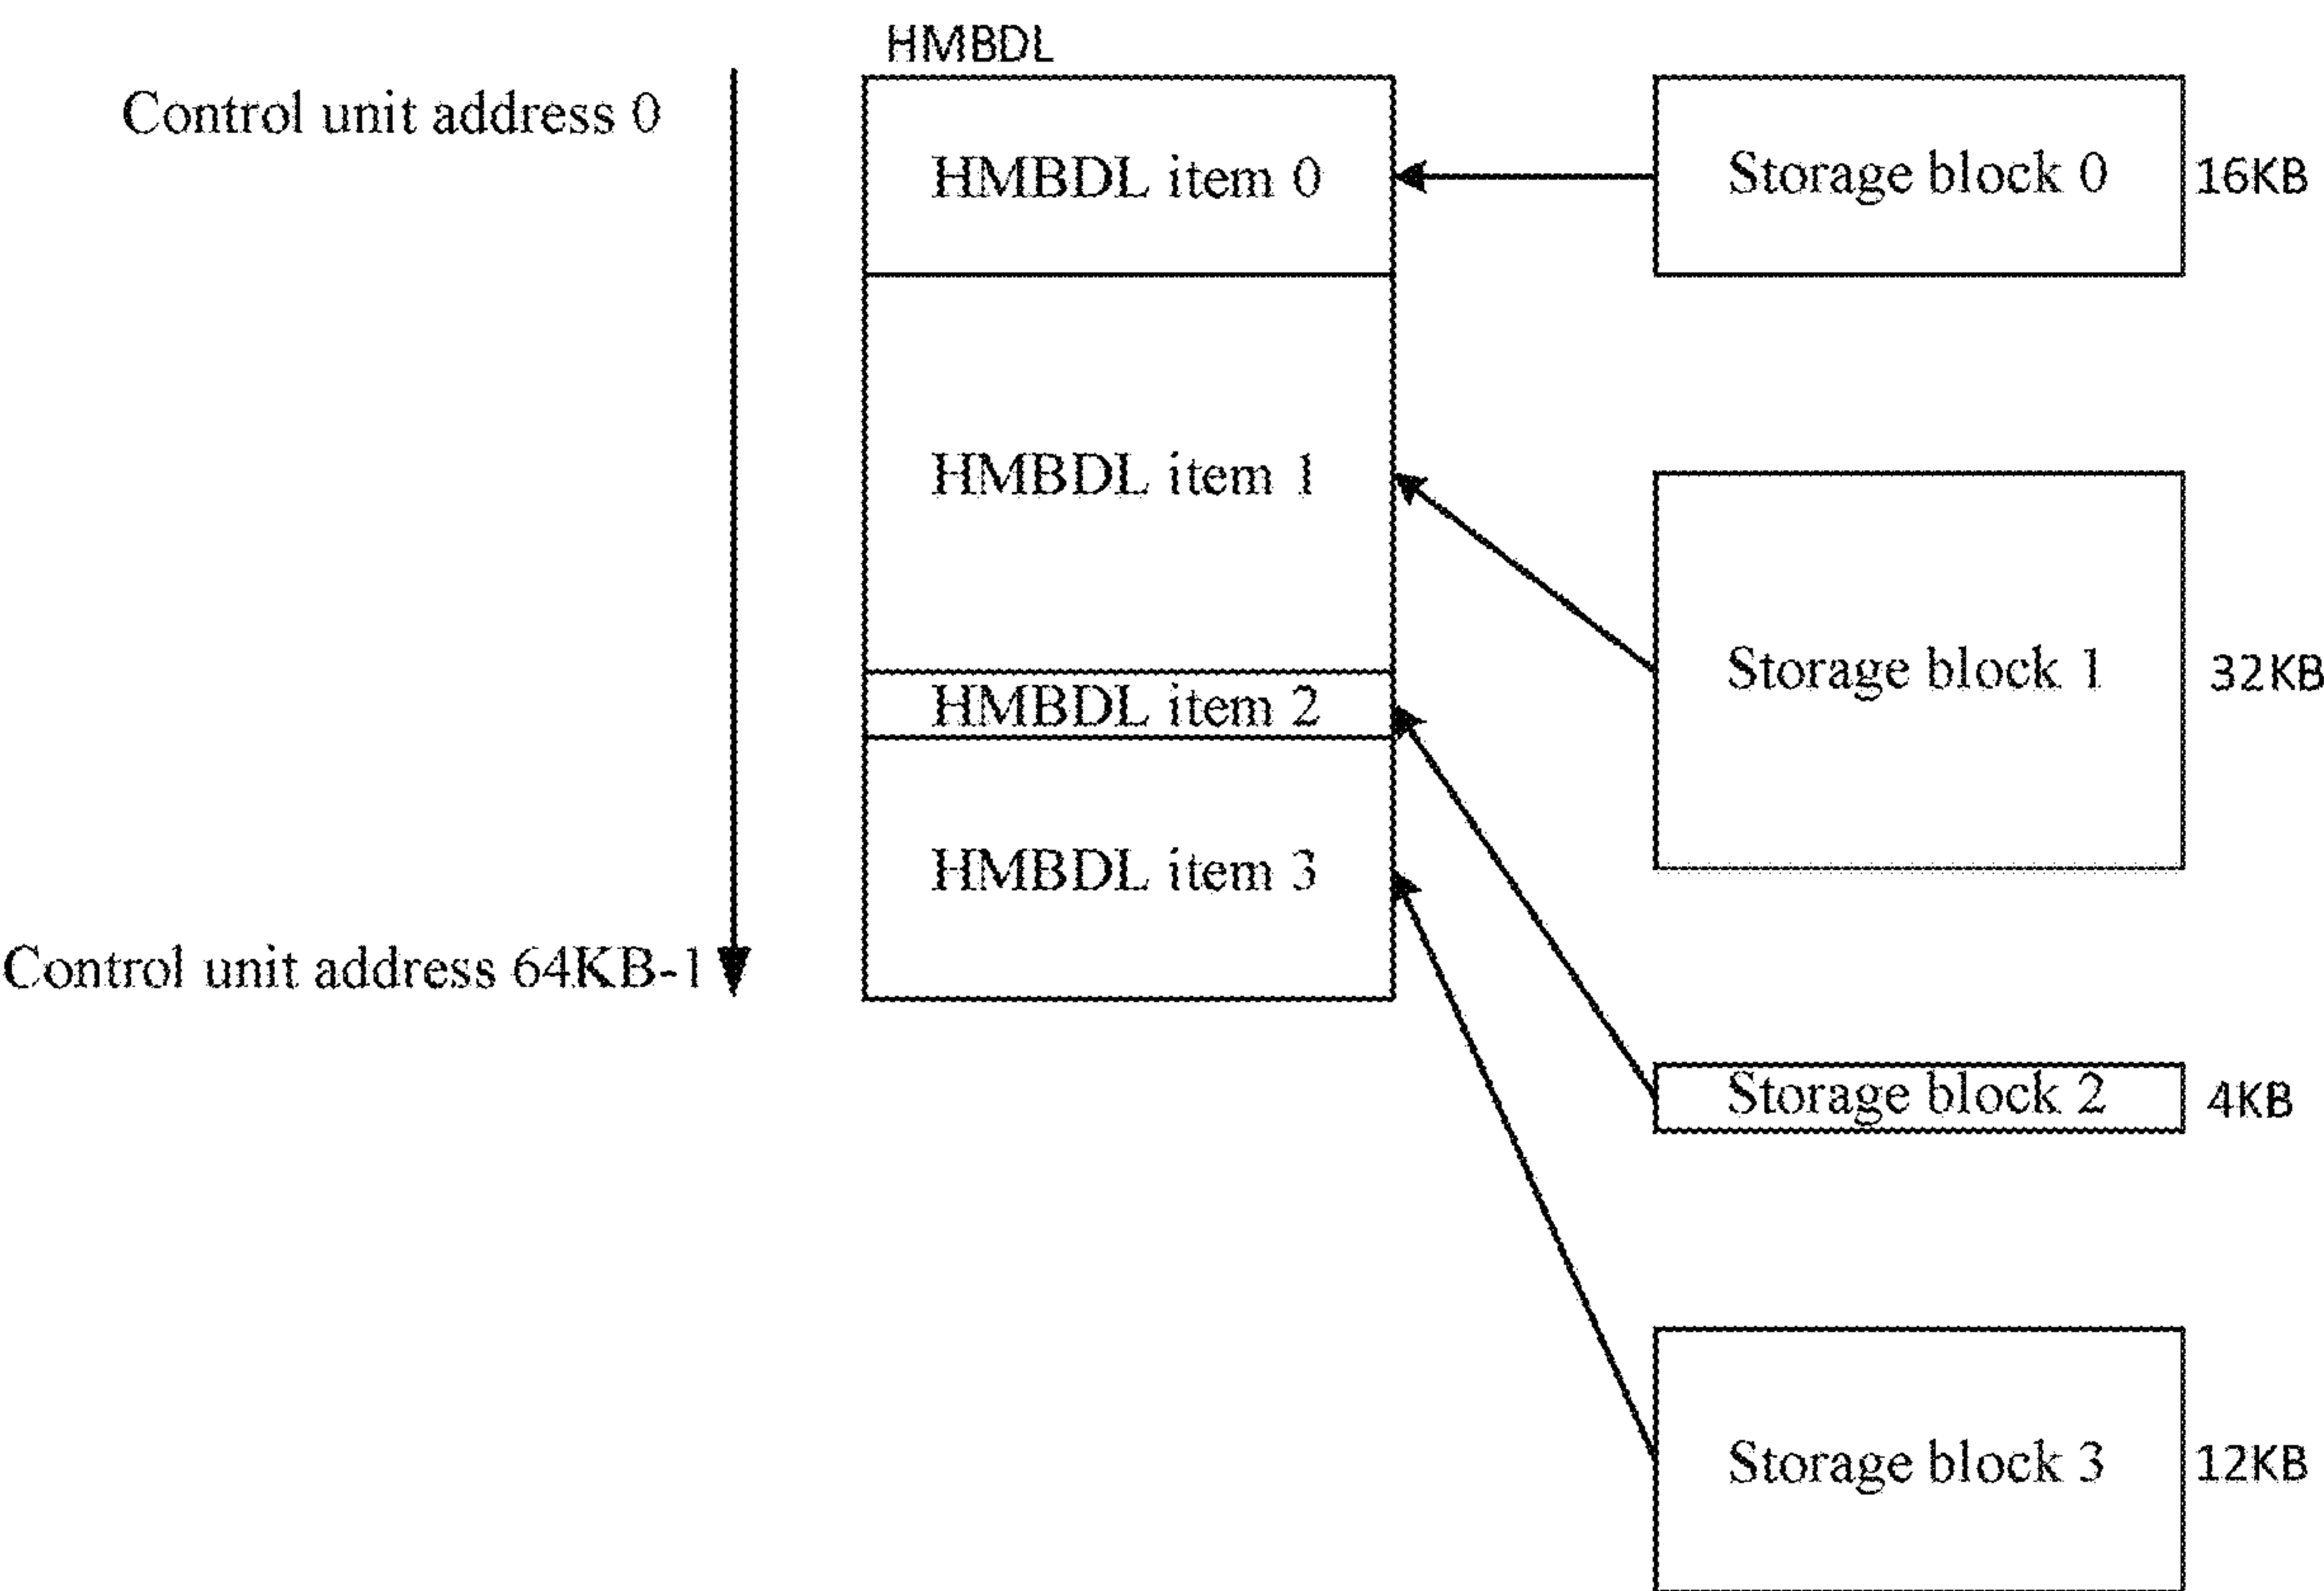 HMBDL
Control unit address 0
HMBDL item 0
Storage block 0
16KB
HMBDL item 1
Storage block 1
32KB
HMBDL item 2
HMBDL item 3
Control unit address 64KB-1
Storage block 2
4KB
Storage block 3
12KB